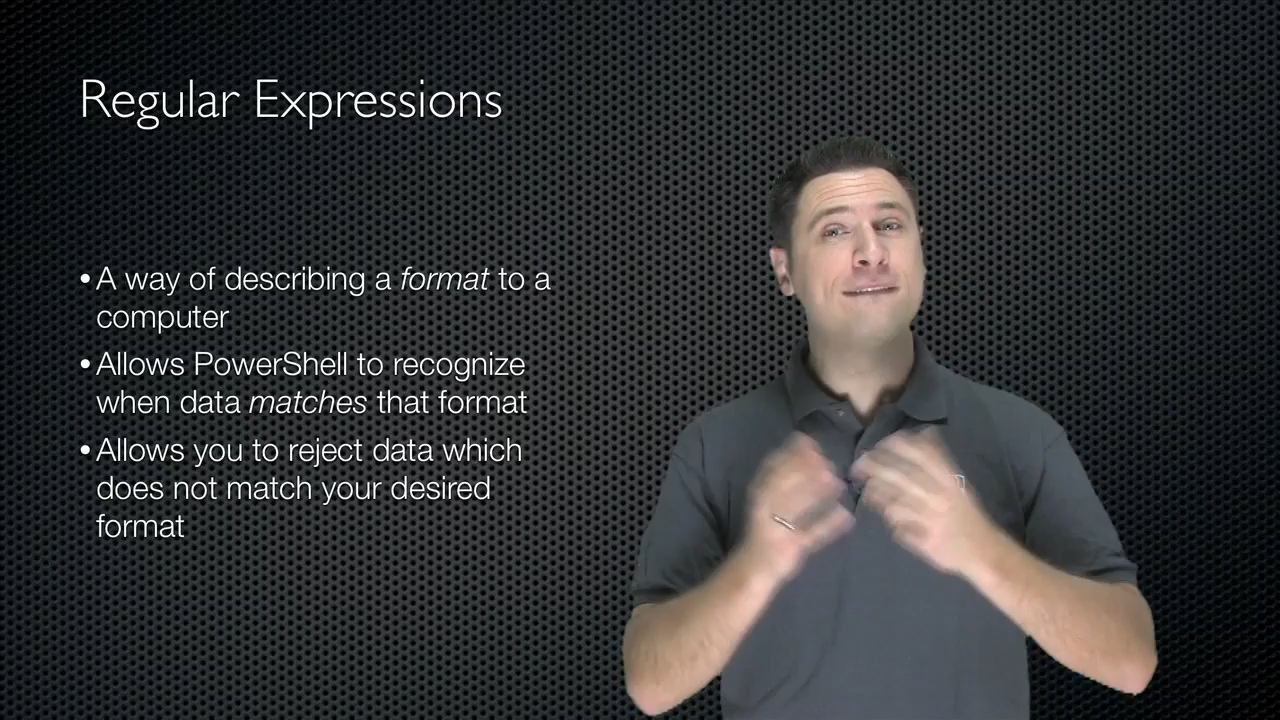 Regular Expressions
• A way of describing a format to a
computer
• Allows PowerShell to recognize
when data matches that format
• Allows you to reject data which
does not match your desired
format